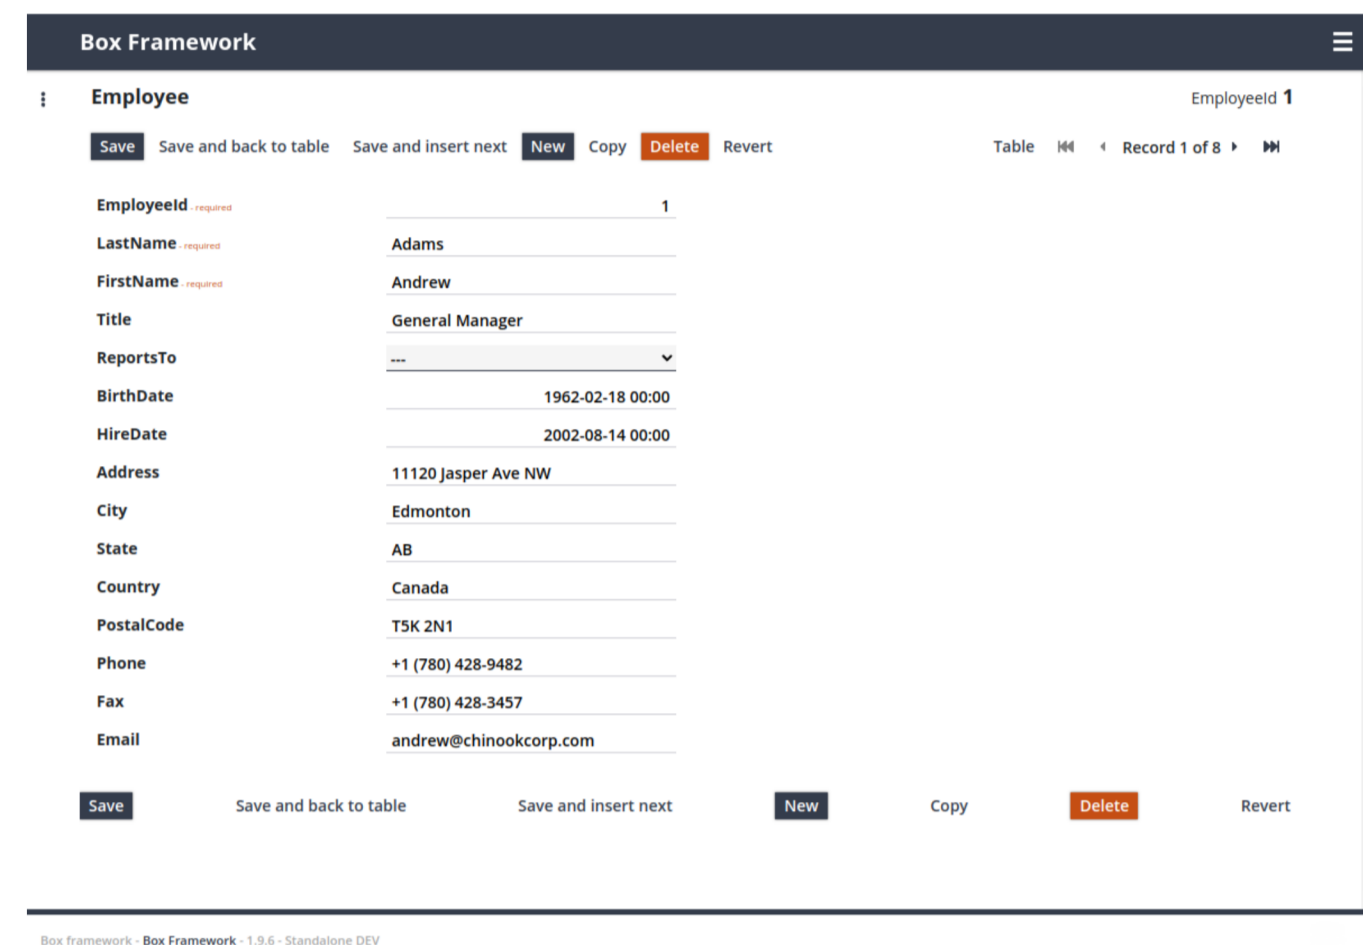 Box Framework
Employee EmployeeId 1
Save Save and back to table Save and insert next New Copy Delete Revert Table Record 1 of 8
EmployeeId - required 1
LastName - required Adams
FirstName - required Andrew
Title General Manager
ReportsTo ---
BirthDate 1962-02-18 00:00
HireDate 2002-08-14 00:00
Address 11120 Jasper Ave NW
City Edmonton
State AB
Country Canada
PostalCode T5K 2N1
Phone +1 (780) 428-9482
Fax +1 (780) 428-3457
Email andrew@chinookcorp.com
Save Save and back to table Save and insert next New Copy Delete Revert
Box framework - Box Framework - 1.9.6 - Standalone DEV